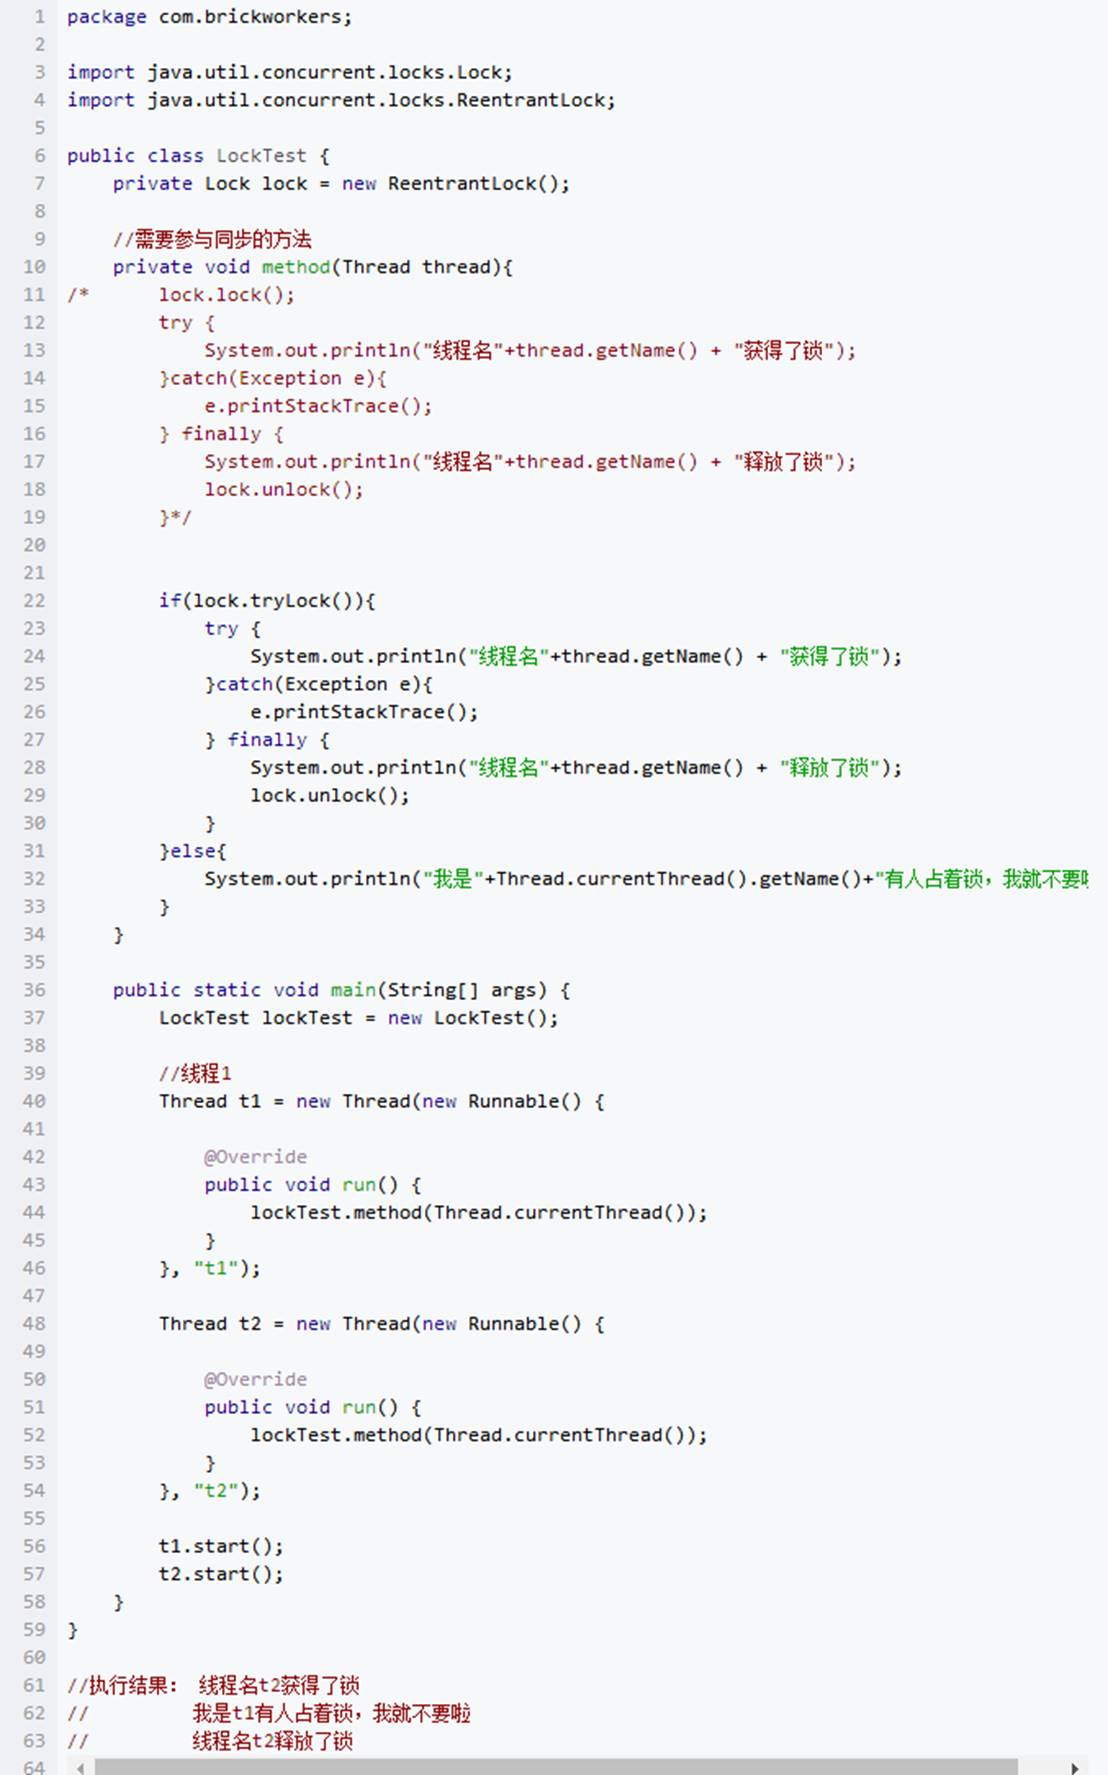 1 package com.brickworkers;
2
3 import java.util.concurrent.locks.Lock;
4 import java.util.concurrent.locks.ReentrantLock;
5
6 public class LockTest {
7     private Lock lock = new ReentrantLock();
8
9     //需要参与同步的方法
10     private void method(Thread thread){
11 /*      lock.lock();
12         try {
13             System.out.println("线程名"+thread.getName() + "获得了锁");
14         }catch(Exception e){
15             e.printStackTrace();
16         } finally {
17             System.out.println("线程名"+thread.getName() + "释放了锁");
18             lock.unlock();
19         }*/
20
21
22         if(lock.tryLock()){
23             try {
24                 System.out.println("线程名"+thread.getName() + "获得了锁");
25             }catch(Exception e){
26                 e.printStackTrace();
27             } finally {
28                 System.out.println("线程名"+thread.getName() + "释放了锁");
29                 lock.unlock();
30             }
31         }else{
32             System.out.println("我是"+Thread.currentThread().getName()+"有人占着锁，我就不要
33         }
34     }
35
36     public static void main(String[] args) {
37         LockTest lockTest = new LockTest();
38
39         //线程1
40         Thread t1 = new Thread(new Runnable() {
41
42             @Override
43             public void run() {
44                 lockTest.method(Thread.currentThread());
45             }
46         }, "t1");
47
48         Thread t2 = new Thread(new Runnable() {
49
50             @Override
51             public void run() {
52                 lockTest.method(Thread.currentThread());
53             }
54         }, "t2");
55
56         t1.start();
57         t2.start();
58     }
59 }
60
61 //执行结果： 线程名t2获得了锁
62 //         我是t1有人占着锁，我就不要啦
63 //         线程名t2释放了锁
64